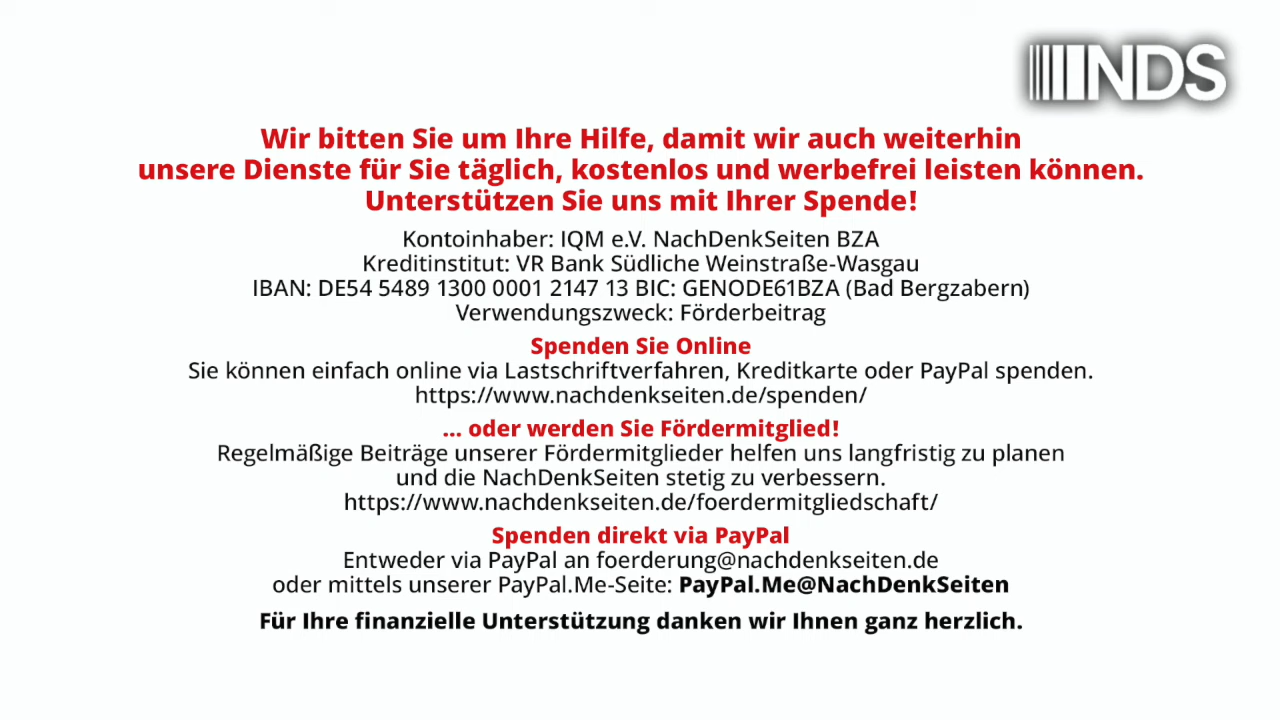 NDS
Wir bitten Sie um Ihre Hilfe, damit wir auch weiterhin
unsere Dienste für Sie täglich, kostenlos und werbefrei leisten können.
Unterstützen Sie uns mit Ihrer Spende!
Kontoinhaber: IQM e.V. NachDenkSeiten BZA
Kreditinstitut: VR Bank Südliche Weinstraße-Wasgau
IBAN: DE54 5489 1300 0001 2147 13 BIC: GENODE61BZA (Bad Bergzabern)
Verwendungszweck: Förderbeitrag
Spenden Sie Online
Sie können einfach online via Lastschriftverfahren, Kreditkarte oder PayPal spenden.
https://www.nachdenkseiten.de/spenden/
... oder werden Sie Fördermitglied!
Regelmäßige Beiträge unserer Fördermitglieder helfen uns langfristig zu planen
und die NachDenkSeiten stetig zu verbessern.
https://www.nachdenkseiten.de/foerdermitgliedschaft/
Spenden direkt via PayPal
Entweder via PayPal an foerderung@nachdenkseiten.de
oder mittels unserer PayPal.Me-Seite: PayPal.Me@NachDenkSeiten
Für Ihre finanzielle Unterstützung danken wir Ihnen ganz herzlich.